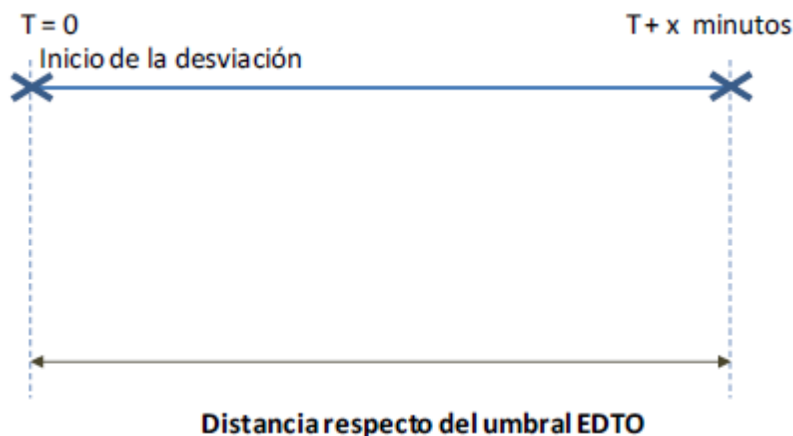 T = 0
T + x minutos
Inicio de la desviación
Distancia respecto del umbral EDTO